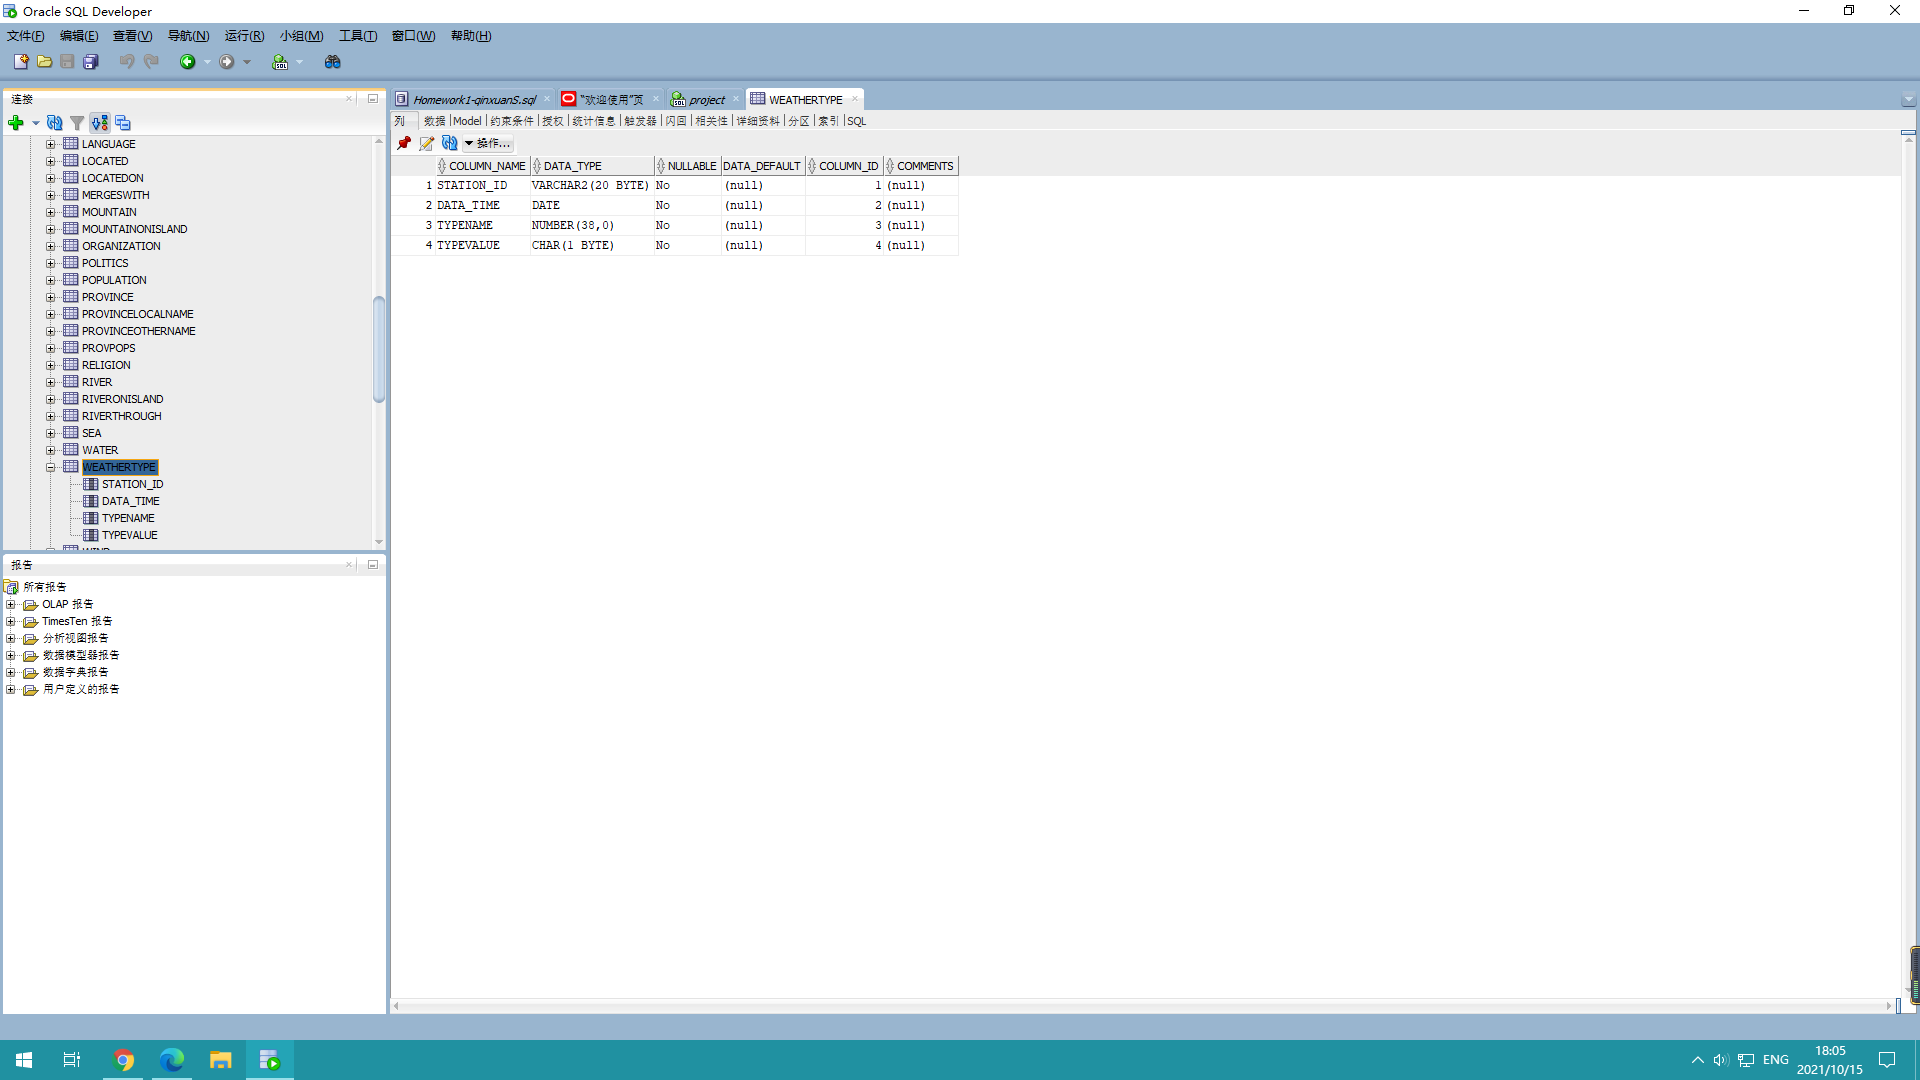 Oracle SQL Developer
文件(F) 编辑(E) 查看(V) 导航(N) 运行(R) 小组(M) 工具(T) 窗口(W) 帮助(H)
连接
LANGUAGE
LOCATED
LOCATEDON
MERGESWITH
MOUNTAIN
MOUNTAINONISLAND
ORGANIZATION
POLITICS
POPULATION
PROVINCE
PROVINCELOCALNAME
PROVINCEOTHERNAME
PROVPOPS
RELIGION
RIVER
RIVERONISLAND
RIVERTHROUGH
SEA
WATER
WEATHERTYPE
STATION_ID
DATA_TIME
TYPENAME
TYPEVALUE
报告
所有报告
OLAP 报告
TimesTen 报告
分析视图报告
数据模型器报告
数据字典报告
用户定义的报告
Homework1-qinxuanS.sql "欢迎使用"页 project WEATHERTYPE
列 数据 Model 约束条件 授权 统计信息 触发器 闪回 相关性 详细资料 分区 索引 SQL
操作...
COLUMN_NAME DATA_TYPE NULLABLE DATA_DEFAULT COLUMN_ID COMMENTS
1 STATION_ID VARCHAR2(20 BYTE) No (null) 1 (null)
2 DATA_TIME DATE No (null) 2 (null)
3 TYPENAME NUMBER(38,0) No (null) 3 (null)
4 TYPEVALUE CHAR(1 BYTE) No (null) 4 (null)
SQL
ENG
18:05
2021/10/15